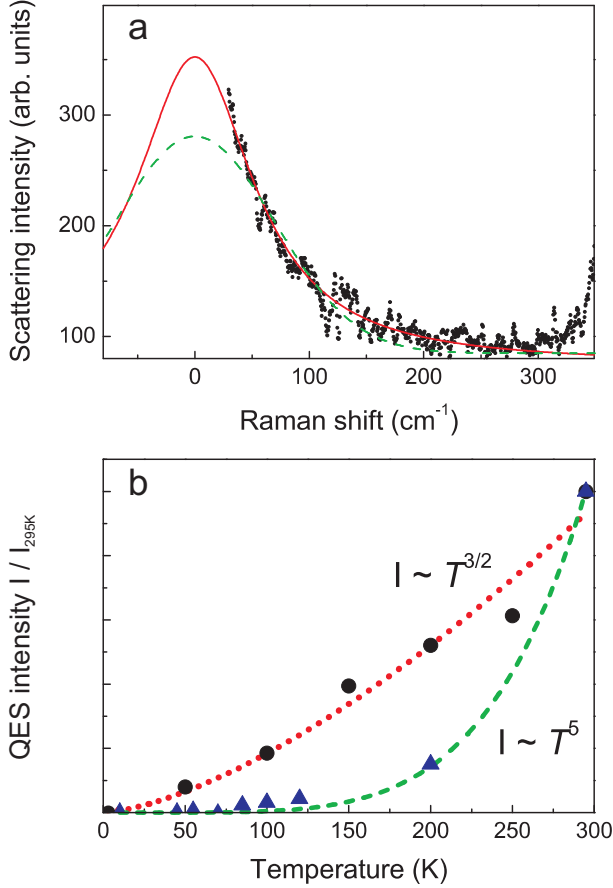 a
Scattering intensity (arb. units)
300
200
100
0 100 200 300
Raman shift (cm⁻¹)
b
QES intensity I / I₂₉₅K
I ~ T³/²
I ~ T⁵
0 50 100 150 200 250 300
Temperature (K)